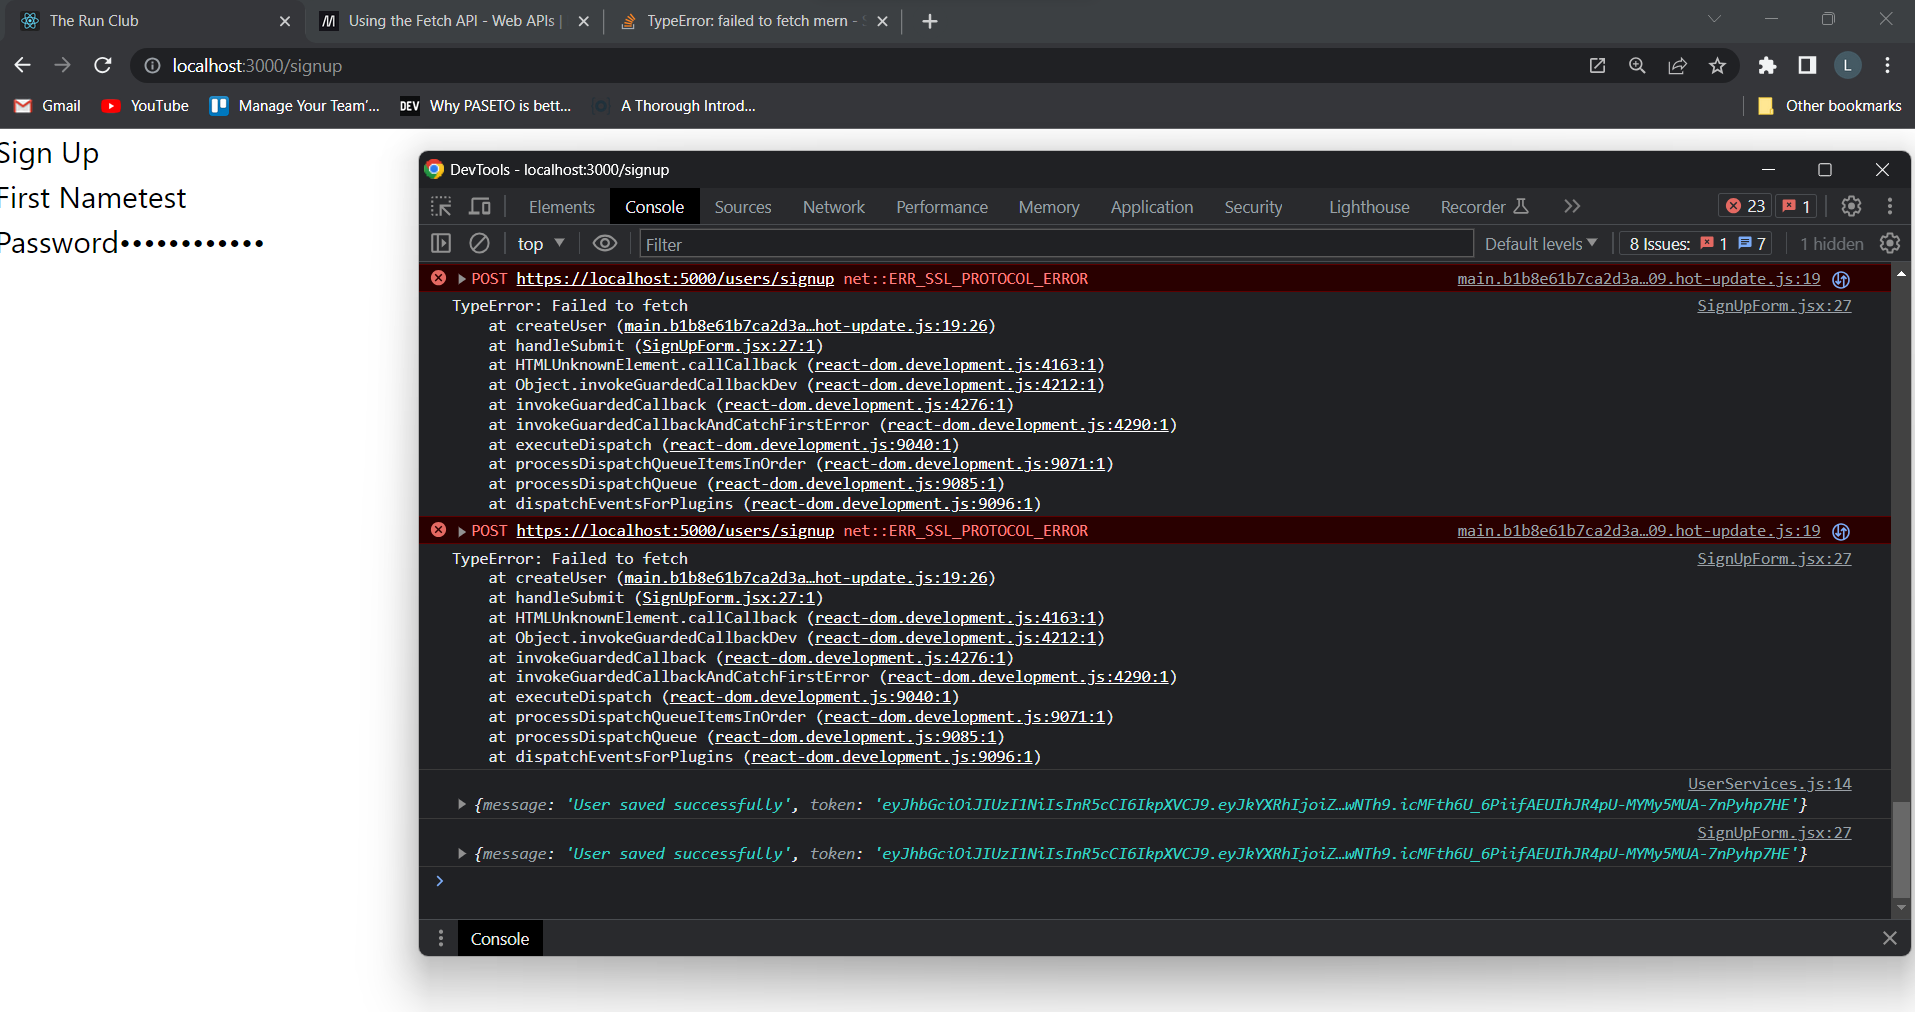 The Run Club
Using the Fetch API - Web APIs |
TypeError: failed to fetch mern -
localhost:3000/signup
L
Gmail
YouTube
Manage Your Team'...
DEV
Why PASETO is bett...
A Thorough Introd...
Other bookmarks
Sign Up
First Nametest
Password••••••••••••
DevTools - localhost:3000/signup
Elements Console Sources Network Performance Memory Application Security Lighthouse Recorder 23 1
top Filter Default levels 8 Issues: 1 7 1 hidden
POST https://localhost:5000/users/signup net::ERR_SSL_PROTOCOL_ERROR main.b1b8e61b7ca2d3a…09.hot-update.js:19
TypeError: Failed to fetch SignUpForm.jsx:27
at createUser (main.b1b8e61b7ca2d3a…hot-update.js:19:26)
at handleSubmit (SignUpForm.jsx:27:1)
at HTMLUnknownElement.callCallback (react-dom.development.js:4163:1)
at Object.invokeGuardedCallbackDev (react-dom.development.js:4212:1)
at invokeGuardedCallback (react-dom.development.js:4276:1)
at invokeGuardedCallbackAndCatchFirstError (react-dom.development.js:4290:1)
at executeDispatch (react-dom.development.js:9040:1)
at processDispatchQueueItemsInOrder (react-dom.development.js:9071:1)
at processDispatchQueue (react-dom.development.js:9085:1)
at dispatchEventsForPlugins (react-dom.development.js:9096:1)
POST https://localhost:5000/users/signup net::ERR_SSL_PROTOCOL_ERROR main.b1b8e61b7ca2d3a…09.hot-update.js:19
TypeError: Failed to fetch SignUpForm.jsx:27
at createUser (main.b1b8e61b7ca2d3a…hot-update.js:19:26)
at handleSubmit (SignUpForm.jsx:27:1)
at HTMLUnknownElement.callCallback (react-dom.development.js:4163:1)
at Object.invokeGuardedCallbackDev (react-dom.development.js:4212:1)
at invokeGuardedCallback (react-dom.development.js:4276:1)
at invokeGuardedCallbackAndCatchFirstError (react-dom.development.js:4290:1)
at executeDispatch (react-dom.development.js:9040:1)
at processDispatchQueueItemsInOrder (react-dom.development.js:9071:1)
at processDispatchQueue (react-dom.development.js:9085:1)
at dispatchEventsForPlugins (react-dom.development.js:9096:1)
UserServices.js:14
{message: 'User saved successfully', token: 'eyJhbGciOiJIUzI1NiIsInR5cCI6IkpXVCJ9.eyJkYXRhIjoiZ…wNTh9.icMFth6U_6PiifAEUIhJR4pU-MYMy5MUA-7nPyhp7HE'}
SignUpForm.jsx:27
{message: 'User saved successfully', token: 'eyJhbGciOiJIUzI1NiIsInR5cCI6IkpXVCJ9.eyJkYXRhIjoiZ…wNTh9.icMFth6U_6PiifAEUIhJR4pU-MYMy5MUA-7nPyhp7HE'}
Console